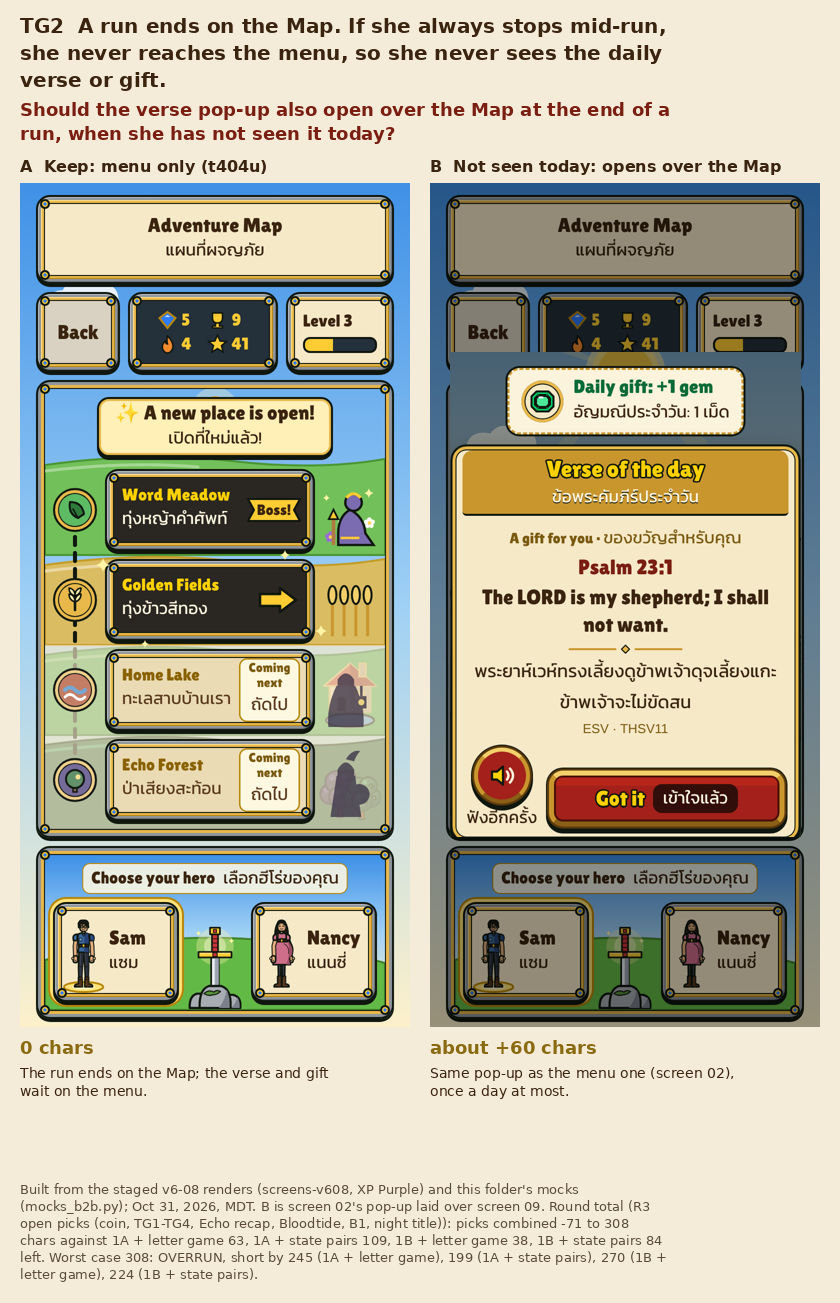 TG2  A run ends on the Map. If she always stops mid-run,
she never reaches the menu, so she never sees the daily
verse or gift.
Should the verse pop-up also open over the Map at the end of a
run, when she has not seen it today?
A  Keep: menu only (t404u)
Adventure Map
แผนที่ผจญภัย
Back
5
9
4
41
Level 3
✨ A new place is open!
เปิดที่ใหม่แล้ว!
Word Meadow
ทุ่งหญ้าคำศัพท์
Boss!
Golden Fields
ทุ่งข้าวสีทอง
Home Lake
ทะเลสาบบ้านเรา
Coming
next
ถัดไป
Echo Forest
ป่าเสียงสะท้อน
Coming
next
ถัดไป
Choose your hero เลือกฮีโร่ของคุณ
Sam
แซม
Nancy
แนนซี่
0 chars
The run ends on the Map; the verse and gift
wait on the menu.
B  Not seen today: opens over the Map
Adventure Map
แผนที่ผจญภัย
Back
5
9
4
41
Level 3
Daily gift: +1 gem
อัญมณีประจำวัน: 1 เม็ด
Verse of the day
ข้อพระคัมภีร์ประจำวัน
A gift for you · ของขวัญสำหรับคุณ
Psalm 23:1
The LORD is my shepherd; I shall
not want.
พระยาห์เวห์ทรงเลี้ยงดูข้าพเจ้าดุจเลี้ยงแกะ
ข้าพเจ้าจะไม่ขัดสน
ESV · THSV11
ฟังอีกครั้ง
Got it เข้าใจแล้ว
Choose your hero เลือกฮีโร่ของคุณ
Sam
แซม
Nancy
แนนซี่
about +60 chars
Same pop-up as the menu one (screen 02),
once a day at most.
Built from the staged v6-08 renders (screens-v608, XP Purple) and this folder's mocks
(mocks_b2b.py); Oct 31, 2026, MDT. B is screen 02's pop-up laid over screen 09. Round total (R3
open picks (coin, TG1-TG4, Echo recap, Bloodtide, B1, night title)): picks combined -71 to 308
chars against 1A + letter game 63, 1A + state pairs 109, 1B + letter game 38, 1B + state pairs 84
left. Worst case 308: OVERRUN, short by 245 (1A + letter game), 199 (1A + state pairs), 270 (1B +
letter game), 224 (1B + state pairs).